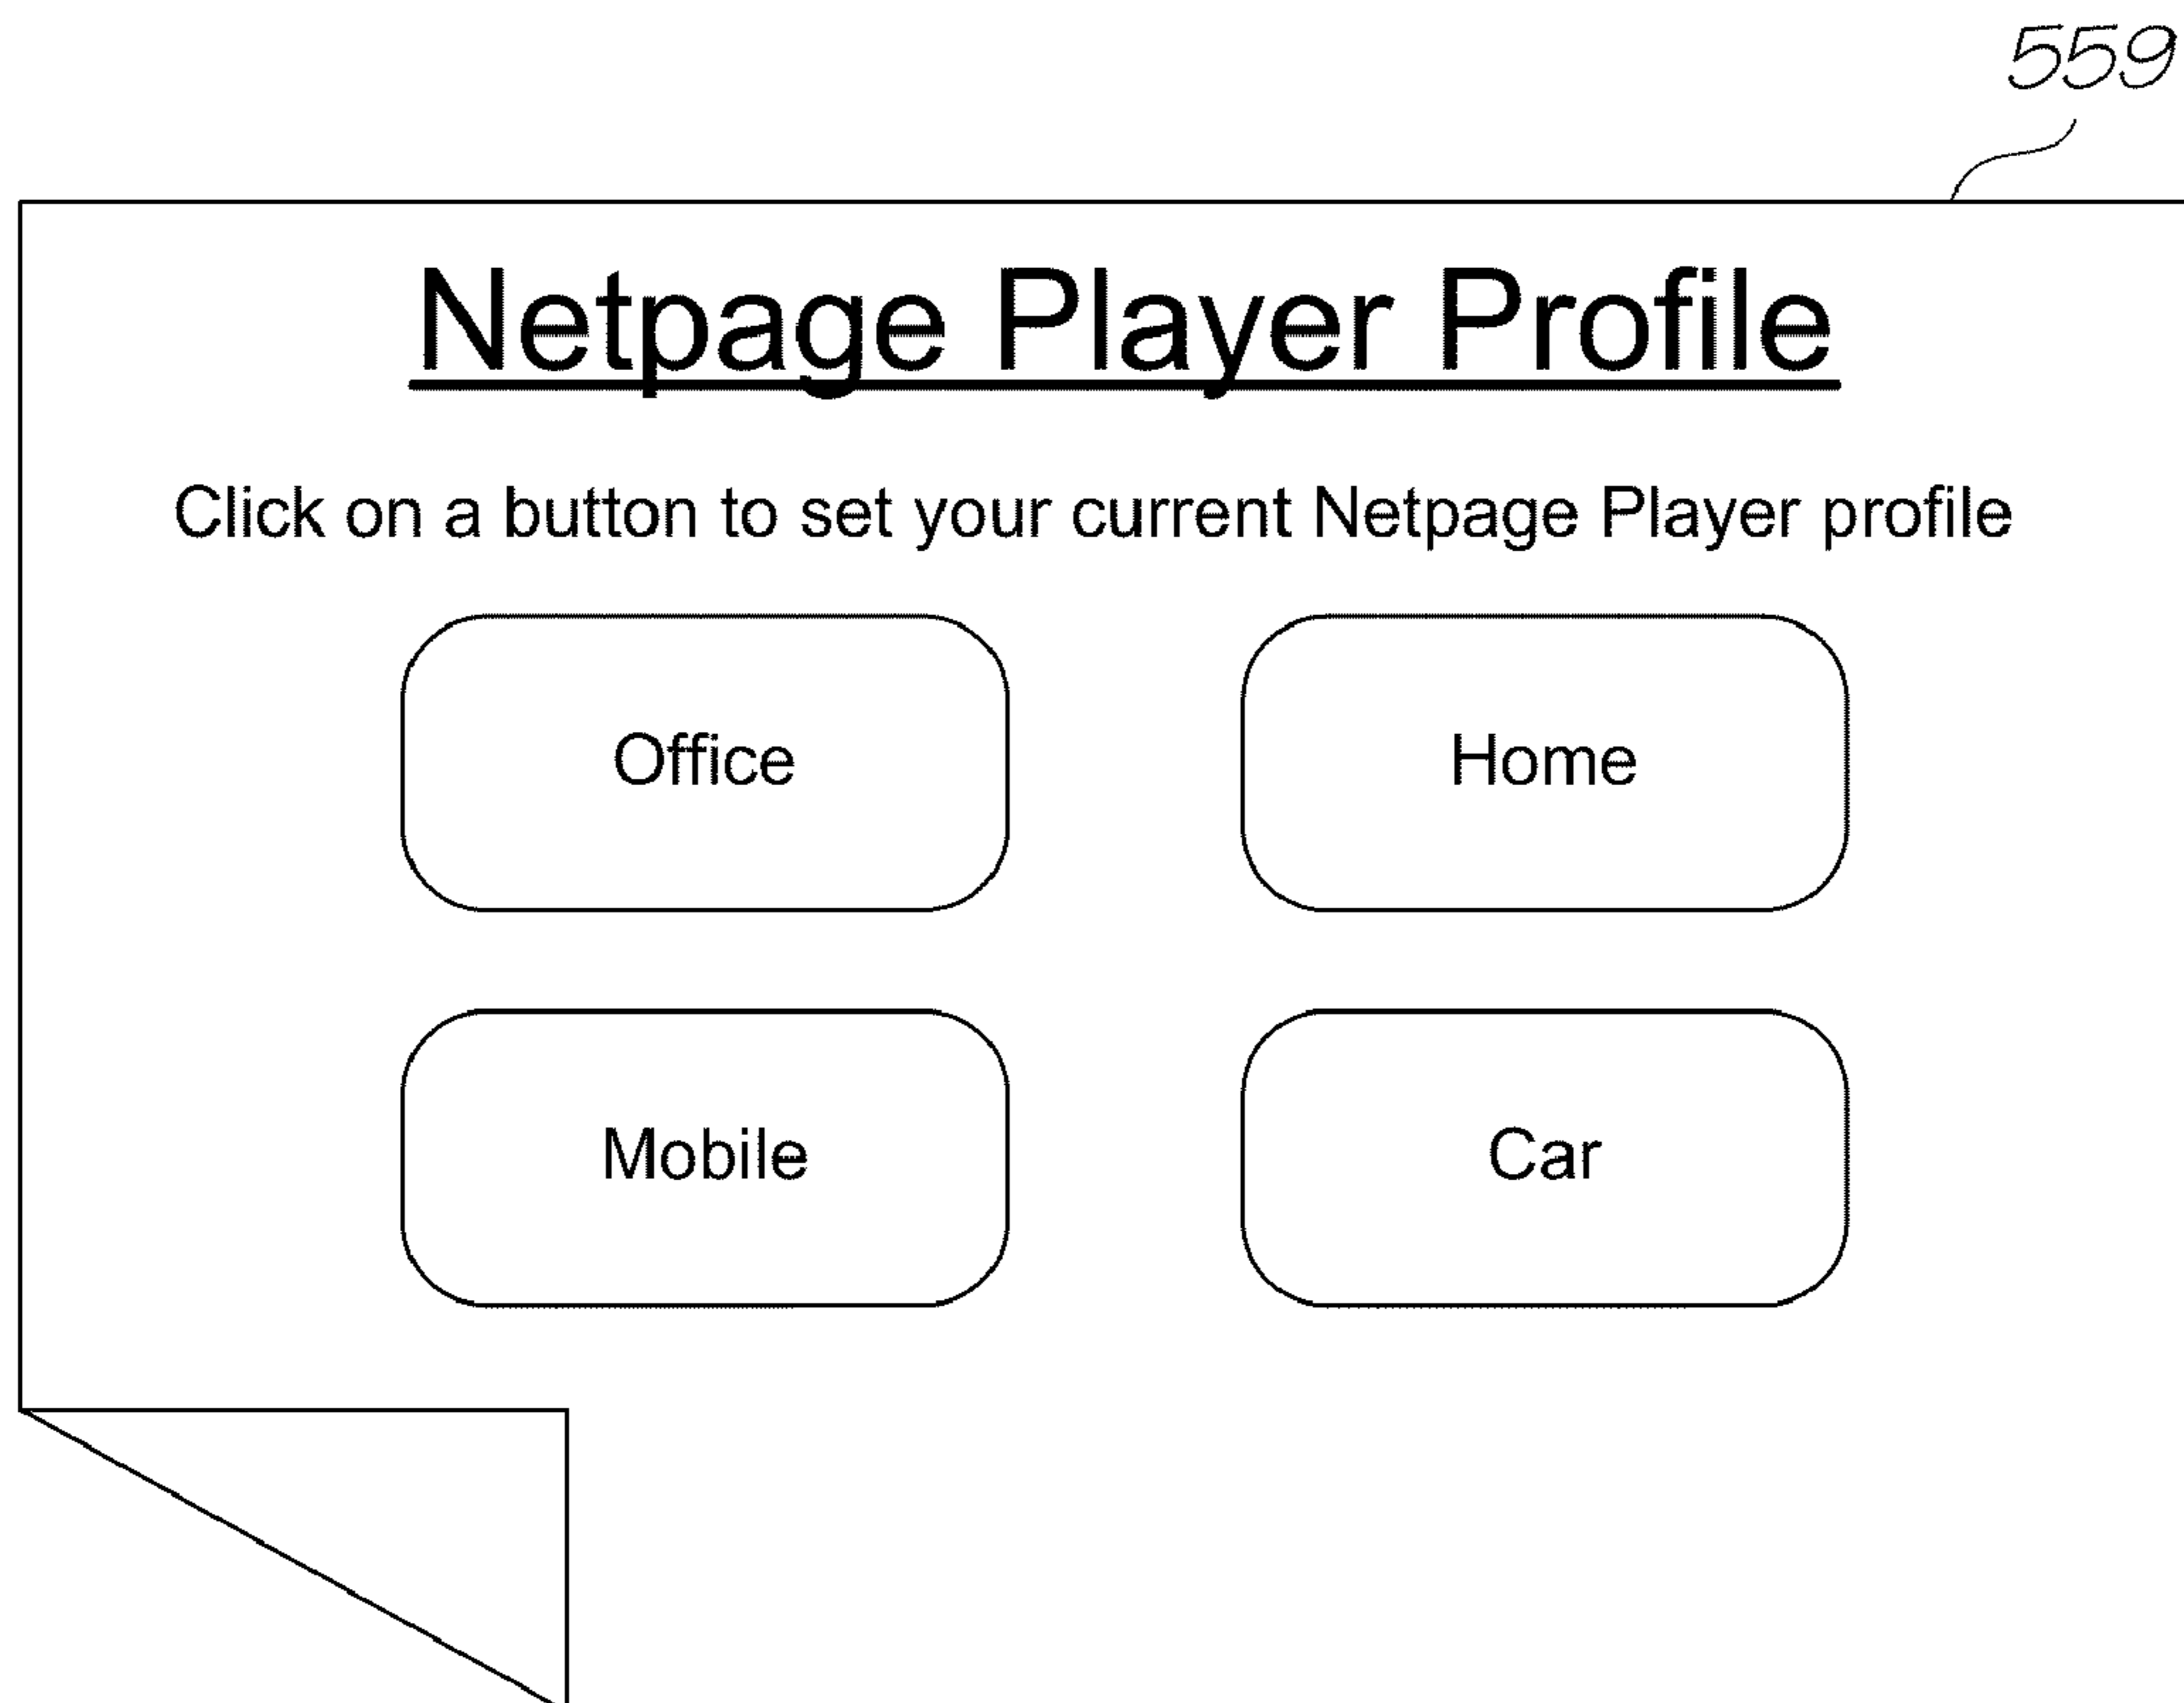 559
Netpage Player Profile
Click on a button to set your current Netpage Player profile
Office
Home
Mobile
Car